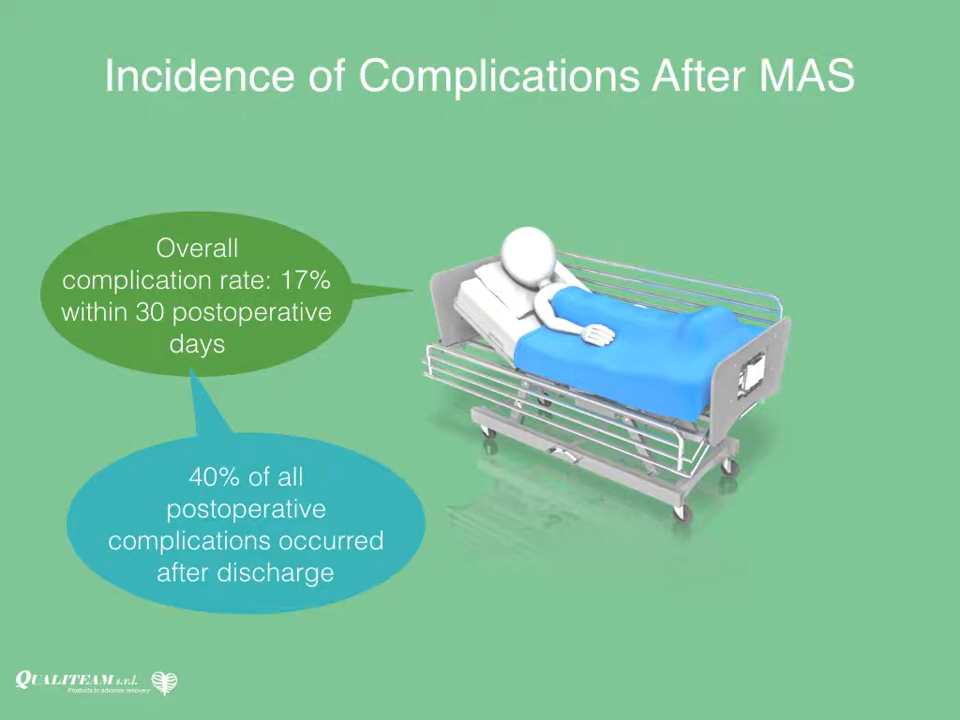 Incidence of Complications After MAS
Overall
complication rate: 17%
within 30 postoperative
days
40% of all
postoperative
complications occurred
after discharge
QUALITEAM s.r.l.
Products to advance recovery